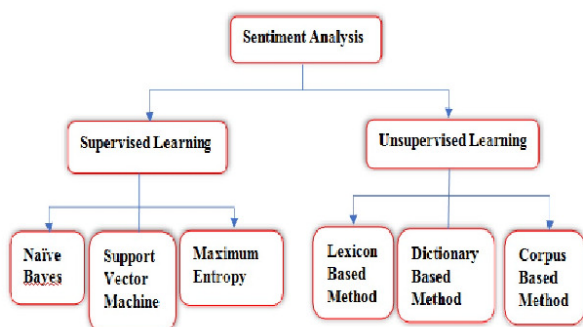 Sentiment Analysis
Supervised Learning
Unsupervised Learning
Naïve
Bayes
Support
Vector
Machine
Maximum
Entropy
Lexicon
Based
Method
Dictionary
Based
Method
Corpus
Based
Method